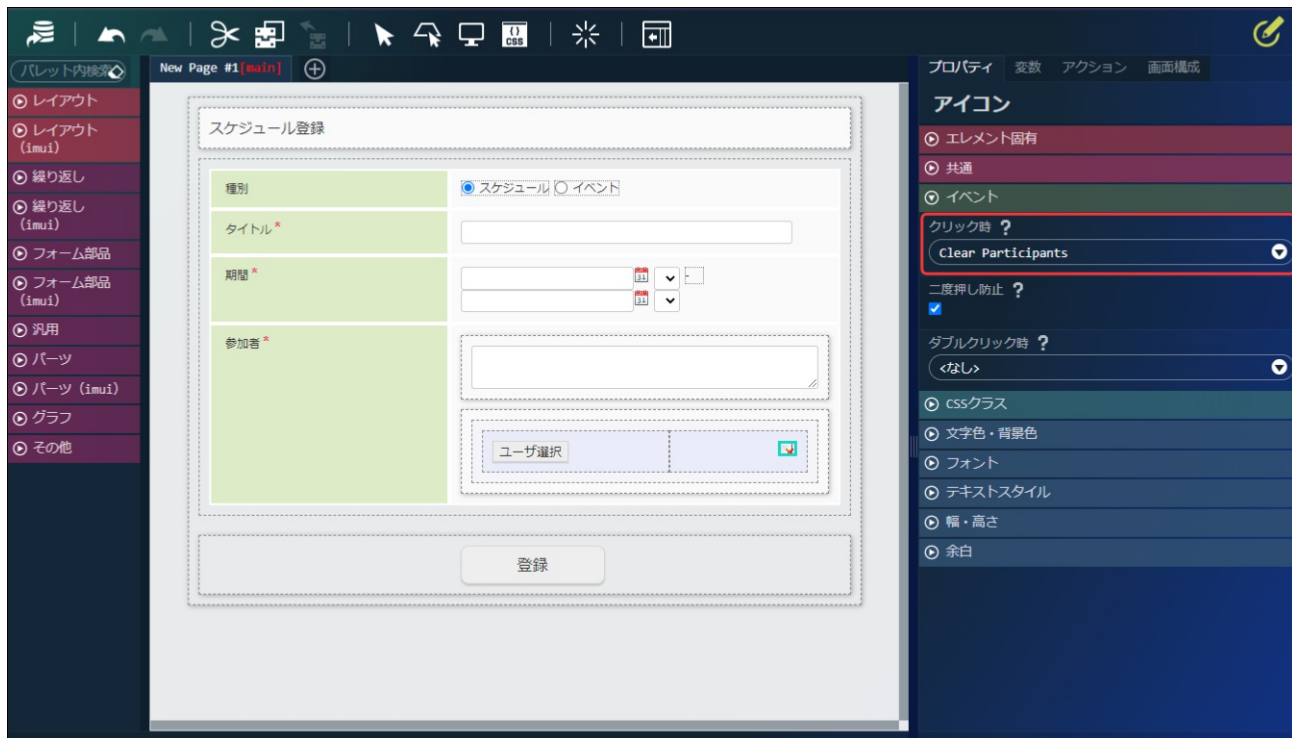 {} CSS
パレット内検索
レイアウト
レイアウト
(imui)
繰り返し
繰り返し
(imui)
フォーム部品
フォーム部品
(imui)
汎用
パーツ
パーツ (imui)
グラフ
その他
New Page #1[main]
スケジュール登録
種別
スケジュール イベント
タイトル*
期間*
31 -
31
参加者*
ユーザ選択
登録
プロパティ 変数 アクション 画面構成
アイコン
エレメント固有
共通
イベント
クリック時 ?
Clear Participants
二度押し防止 ?
ダブルクリック時 ?
<なし>
CSSクラス
文字色・背景色
フォント
テキストスタイル
幅・高さ
余白